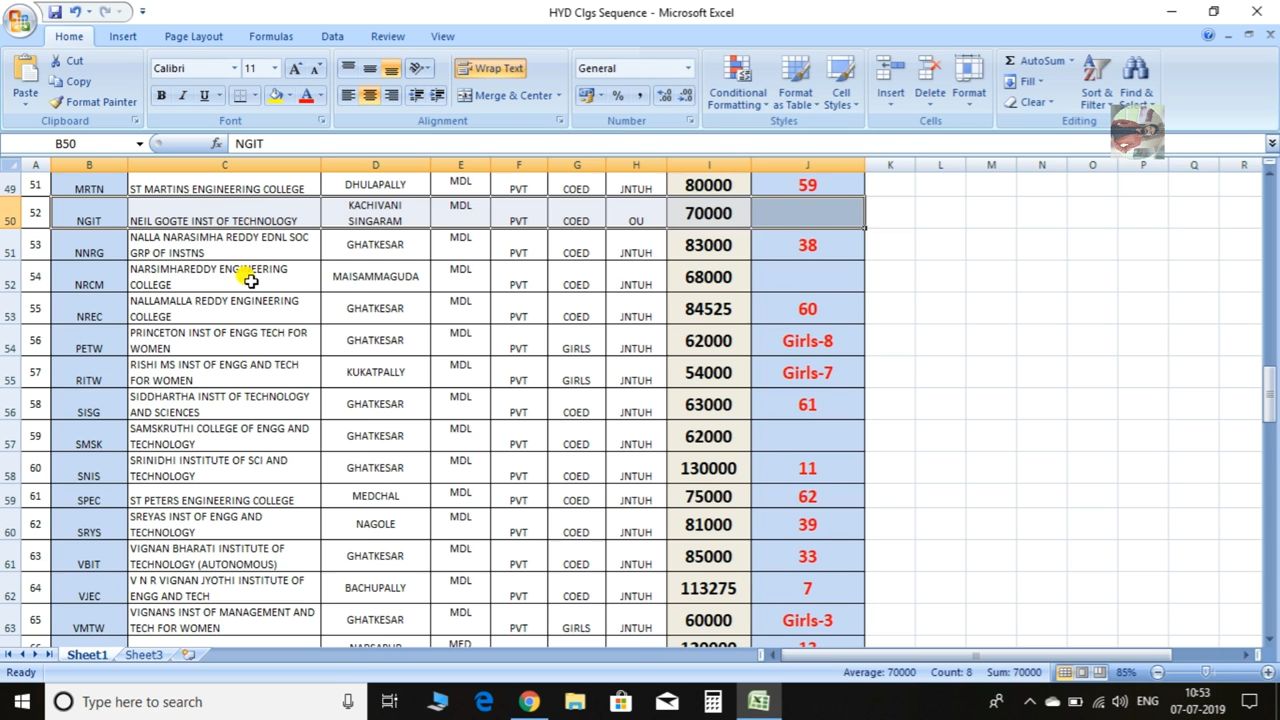 HYD Clgs Sequence - Microsoft Excel
Home Insert Page Layout Formulas Data Review View
Paste
Cut
Copy
Format Painter
Clipboard
Calibri 11
B I U
Font
Wrap Text
Merge & Center
Alignment
General
Number
Conditional Formatting
Format as Table
Cell Styles
Styles
Insert Delete Format
Cells
AutoSum
Fill
Clear
Sort & Filter
Find & Select
Editing
B50 NGIT
A B C D E F G H I J K L M N O P Q R
49 51 MRTN ST MARTINS ENGINEERING COLLEGE DHULAPALLY MDL PVT COED JNTUH 80000 59
50 52 NGIT NEIL GOGTE INST OF TECHNOLOGY KACHIVANI SINGARAM MDL PVT COED OU 70000
51 53 NNRG NALLA NARASIMHA REDDY EDNL SOC GRP OF INSTNS GHATKESAR MDL PVT COED JNTUH 83000 38
52 54 NRCM NARSIMHAREDDY ENGINEERING COLLEGE MAISAMMAGUDA MDL PVT COED JNTUH 68000
53 55 NREC NALLAMALLA REDDY ENGINEERING COLLEGE GHATKESAR MDL PVT COED JNTUH 84525 60
54 56 PETW PRINCETON INST OF ENGG TECH FOR WOMEN GHATKESAR MDL PVT GIRLS JNTUH 62000 Girls-8
55 57 RITW RISHI MS INST OF ENGG AND TECH FOR WOMEN KUKATPALLY MDL PVT GIRLS JNTUH 54000 Girls-7
56 58 SISG SIDDHARTHA INSTT OF TECHNOLOGY AND SCIENCES GHATKESAR MDL PVT COED JNTUH 63000 61
57 59 SMSK SAMSKRUTHI COLLEGE OF ENGG AND TECHNOLOGY GHATKESAR MDL PVT COED JNTUH 62000
58 60 SNIS SRINIDHI INSTITUTE OF SCI AND TECHNOLOGY GHATKESAR MDL PVT COED JNTUH 130000 11
59 61 SPEC ST PETERS ENGINEERING COLLEGE MEDCHAL MDL PVT COED JNTUH 75000 62
60 62 SRYS SREYAS INST OF ENGG AND TECHNOLOGY NAGOLE MDL PVT COED JNTUH 81000 39
61 63 VBIT VIGNAN BHARATI INSTITUTE OF TECHNOLOGY (AUTONOMOUS) GHATKESAR MDL PVT COED JNTUH 85000 33
62 64 VJEC V N R VIGNAN JYOTHI INSTITUTE OF ENGG AND TECH BACHUPALLY MDL PVT COED JNTUH 113275 7
63 65 VMTW VIGNANS INST OF MANAGEMENT AND TECH FOR WOMEN GHATKESAR MDL PVT GIRLS JNTUH 60000 Girls-3
Sheet1 Sheet3
Ready Average: 70000 Count: 8 Sum: 70000 85%
Type here to search
ENG
10:53
07-07-2019